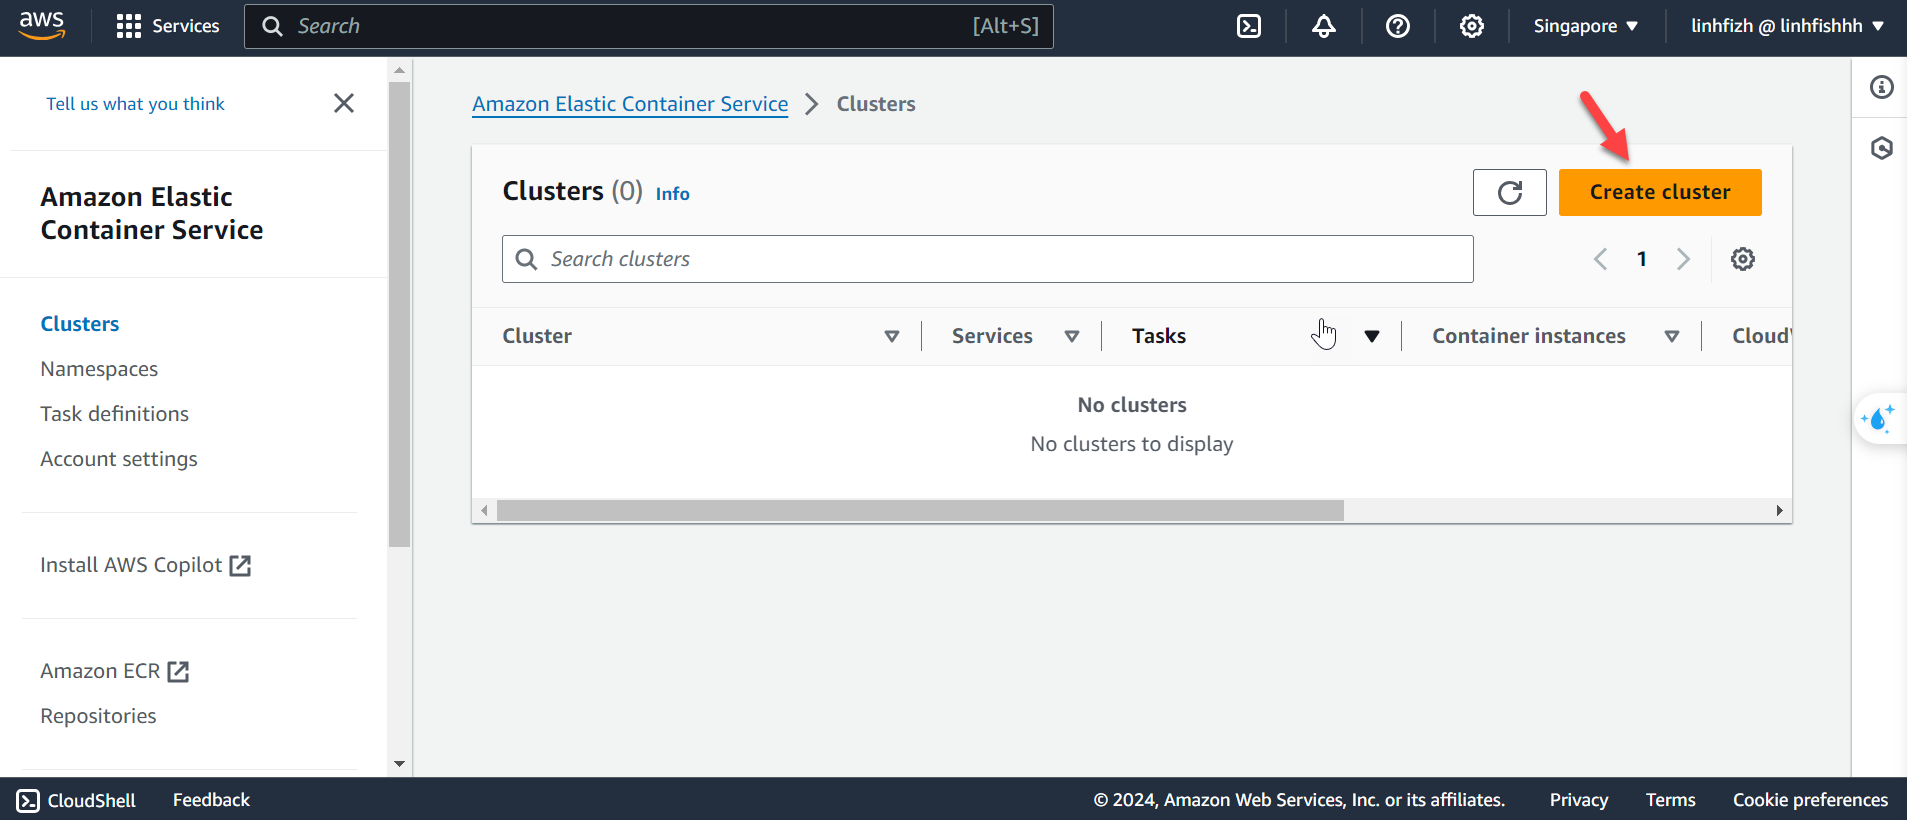 aws
Services
Search
[Alt+S]
Singapore
linhfizh @ linhfishhh
Tell us what you think
Amazon Elastic
Container Service
Clusters
Namespaces
Task definitions
Account settings
Install AWS Copilot
Amazon ECR
Repositories
Amazon Elastic Container Service
Clusters
Clusters (0) Info
Create cluster
Search clusters
1
Cluster
Services
Tasks
Container instances
Cloud
No clusters
No clusters to display
CloudShell
Feedback
© 2024, Amazon Web Services, Inc. or its affiliates.
Privacy
Terms
Cookie preferences